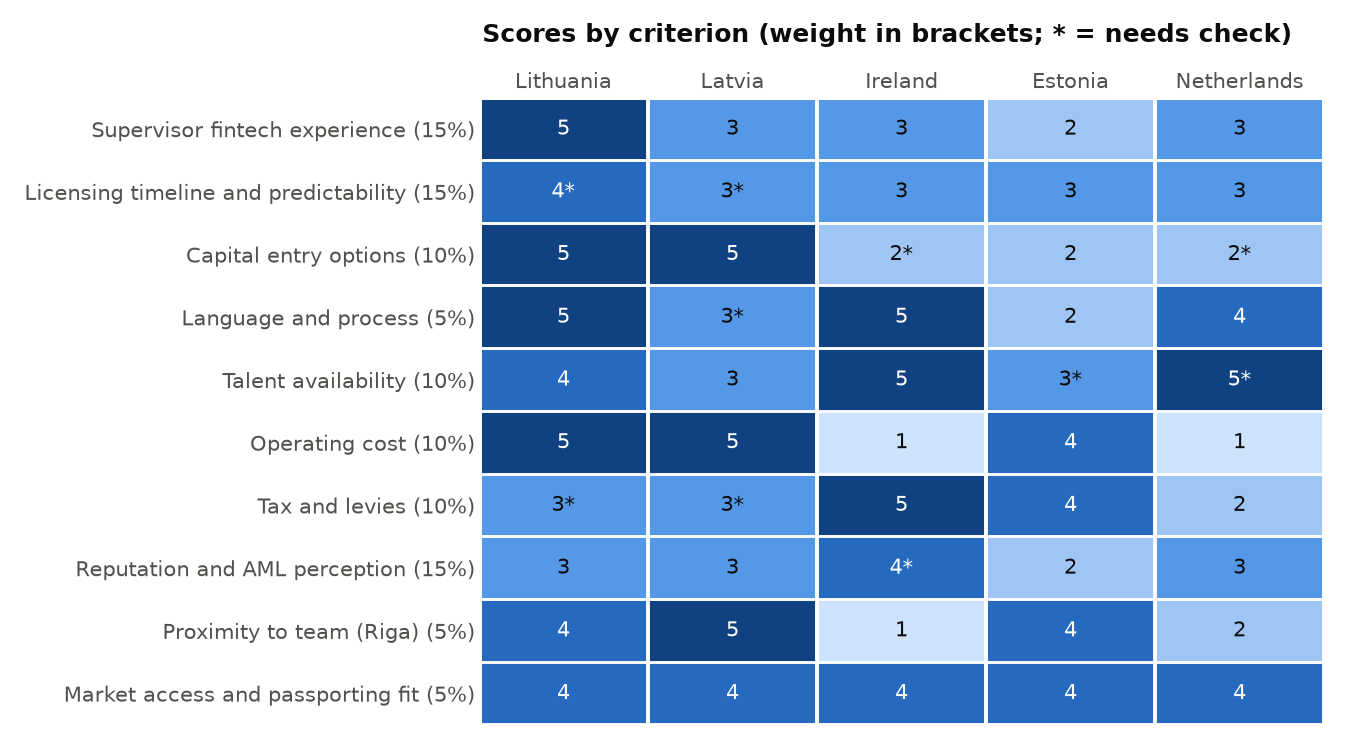 Scores by criterion (weight in brackets; * = needs check)
Lithuania Latvia Ireland Estonia Netherlands
Supervisor fintech experience (15%) 5 3 3 2 3
Licensing timeline and predictability (15%) 4* 3* 3 3 3
Capital entry options (10%) 5 5 2* 2 2*
Language and process (5%) 5 3* 5 2 4
Talent availability (10%) 4 3 5 3* 5*
Operating cost (10%) 5 5 1 4 1
Tax and levies (10%) 3* 3* 5 4 2
Reputation and AML perception (15%) 3 3 4* 2 3
Proximity to team (Riga) (5%) 4 5 1 4 2
Market access and passporting fit (5%) 4 4 4 4 4